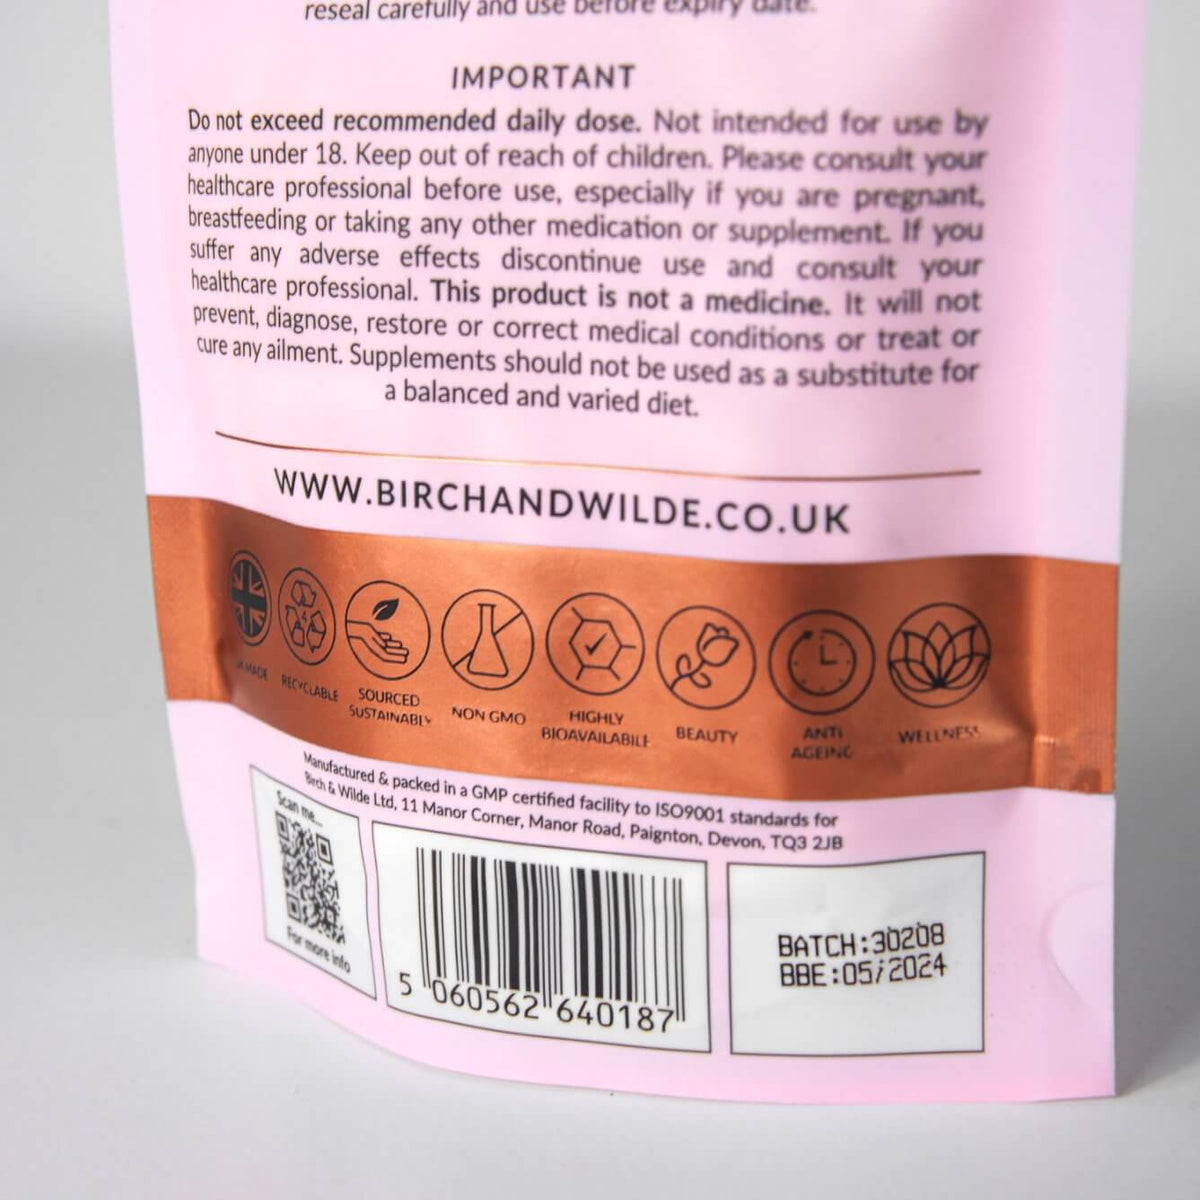 reseal carefully and use before expiry date.
IMPORTANT
Do not exceed recommended daily dose. Not intended for use by
anyone under 18. Keep out of reach of children. Please consult your
healthcare professional before use, especially if you are pregnant,
breastfeeding or taking any other medication or supplement. If you
suffer any adverse effects discontinue use and consult your
healthcare professional. This product is not a medicine. It will not
prevent, diagnose, restore or correct medical conditions or treat or
cure any ailment. Supplements should not be used as a substitute for
a balanced and varied diet.
WWW.BIRCHANDWILDE.CO.UK
4
UK MADE
RECYCLABLE
SOURCED
SUSTAINABLY
NON GMO
HIGHLY
BIOAVAILABILE
BEAUTY
ANTI
AGEING
WELLNESS
Manufactured & packed in a GMP certified facility to ISO9001 standards for
Birch & Wilde Ltd, 11 Manor Corner, Manor Road, Paignton, Devon, TQ3 2JB
Scan me...
For more info
5 060562 640187
BATCH:30208
BBE:05/2024